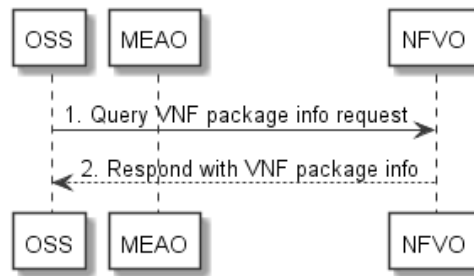 OSS MEAO NFVO
1. Query VNF package info request
2. Respond with VNF package info
OSS MEAO NFVO